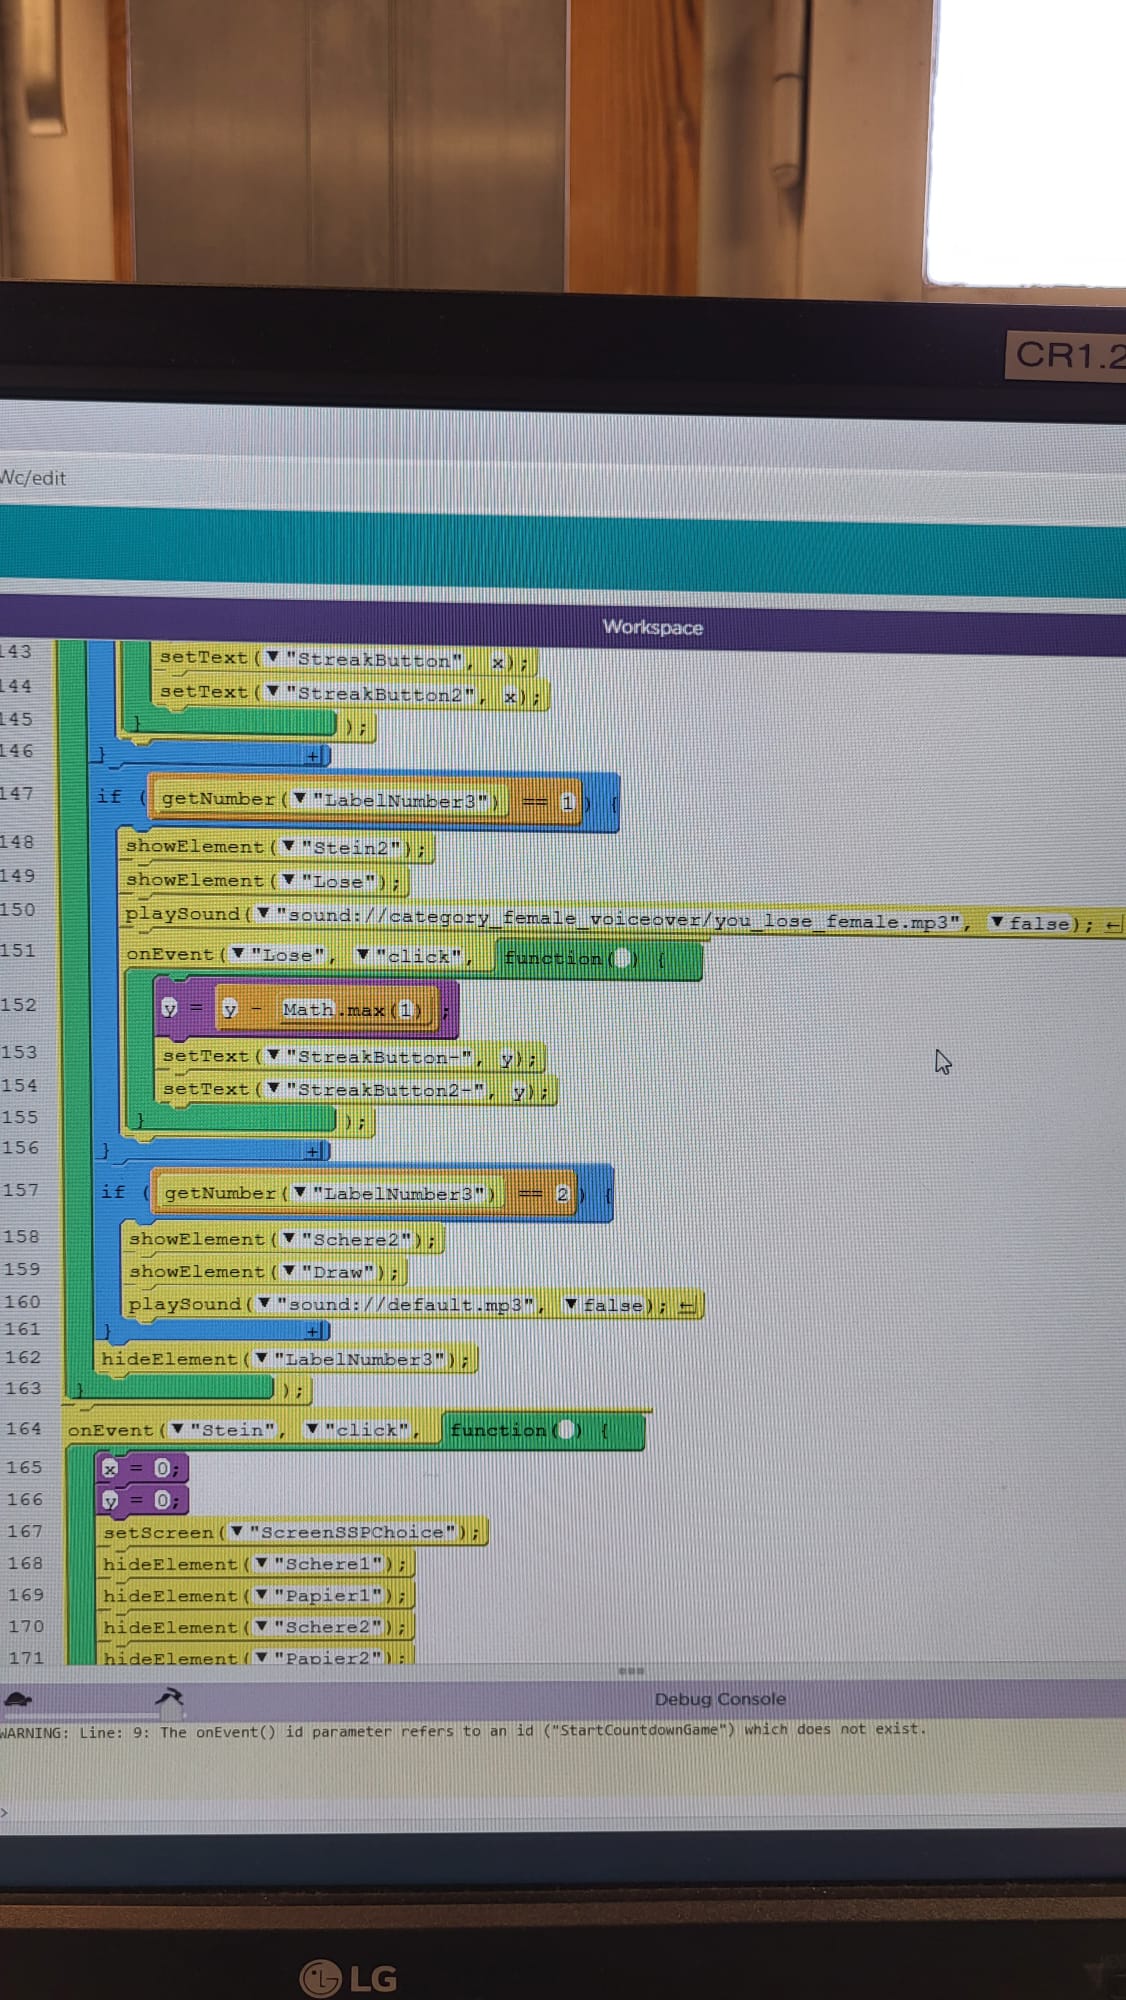 CR1.2
Wc/edit
Workspace
143 setText(▼"StreakButton", x);
144 setText(▼"StreakButton2", x);
145 } );
146 } +
147 if ( getNumber(▼"LabelNumber3") == 1 ) {
148 showElement(▼"Stein2");
149 showElement(▼"Lose");
150 playSound(▼"sound://category_female_voiceover/you_lose_female.mp3", ▼false); ←
151 onEvent(▼"Lose", ▼"click", function( ) {
152 y = y - Math.max(1) ;
153 setText(▼"StreakButton-", y);
154 setText(▼"StreakButton2-", y);
155 } );
156 } +
157 if ( getNumber(▼"LabelNumber3") == 2 ) {
158 showElement(▼"Schere2");
159 showElement(▼"Draw");
160 playSound(▼"sound://default.mp3", ▼false); ←
161 } +
162 hideElement(▼"LabelNumber3");
163 } );
164 onEvent(▼"Stein", ▼"click", function( ) {
165 x = 0;
166 y = 0;
167 setScreen(▼"ScreenSSPChoice");
168 hideElement(▼"Schere1");
169 hideElement(▼"Papier1");
170 hideElement(▼"Schere2");
171 hideElement(▼"Papier2");
Debug Console
WARNING: Line: 9: The onEvent() id parameter refers to an id ("StartCountdownGame") which does not exist.
>
LG